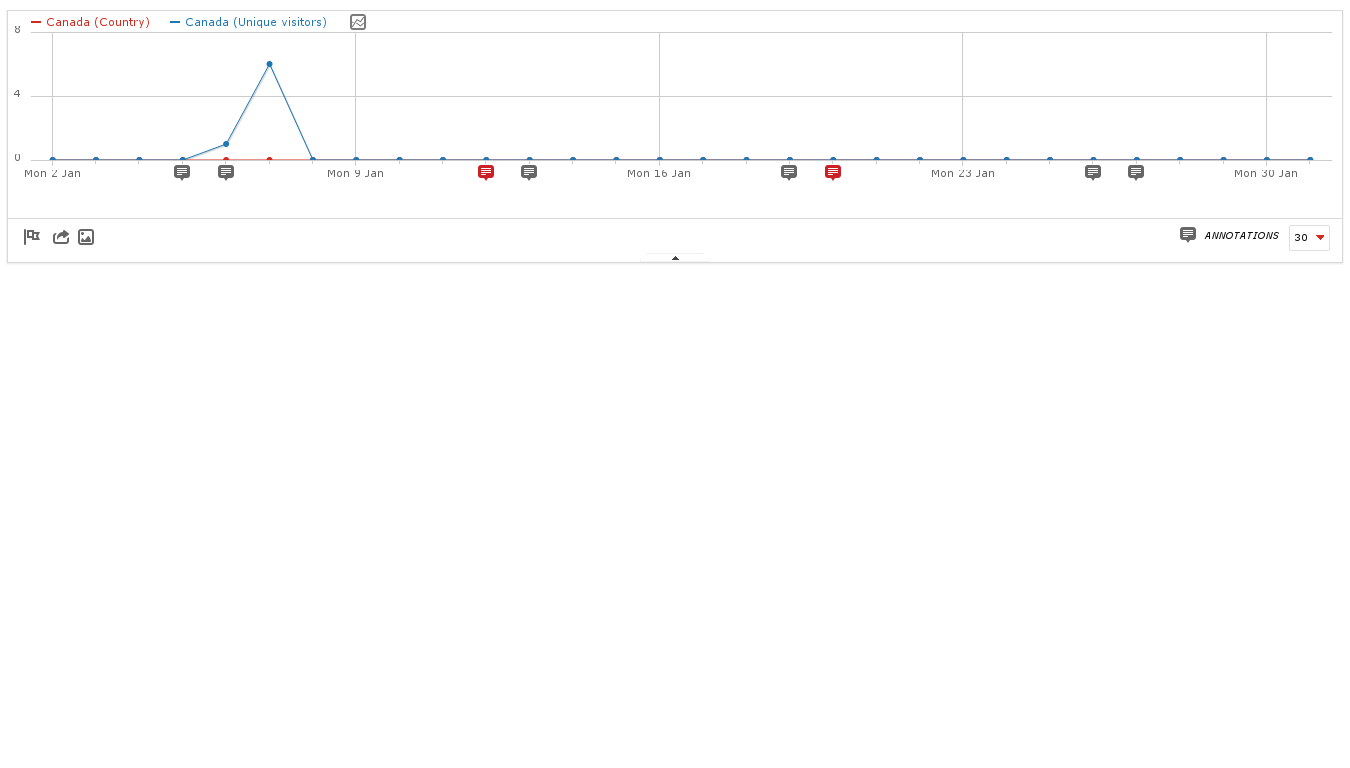 Canada (Country) Canada (Unique visitors)
8
4
0
Mon 2 Jan Mon 9 Jan Mon 16 Jan Mon 23 Jan Mon 30 Jan
ANNOTATIONS 30